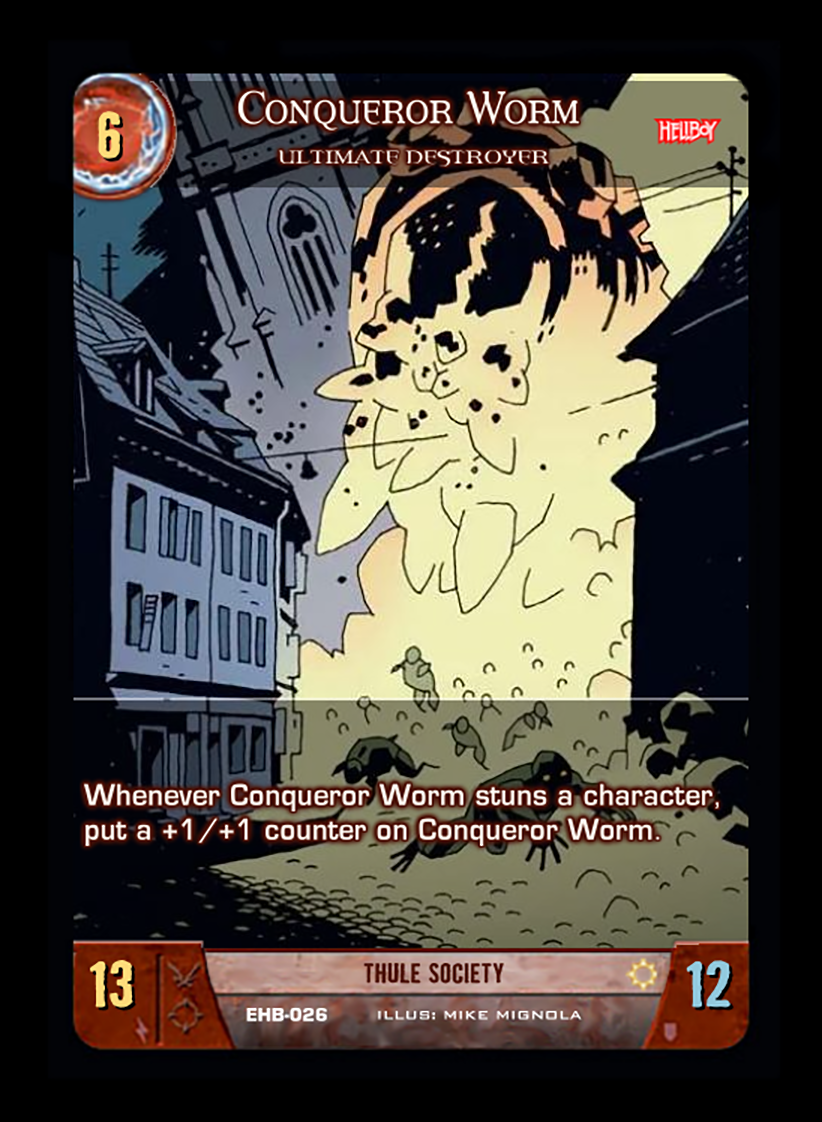 6
Conqueror Worm
HELLBOY
ULTIMATE DESTROYER
Whenever Conqueror Worm stuns a character,
put a +1/+1 counter on Conqueror Worm.
13
THULE SOCIETY
12
EHB-026 ILLUS: MIKE MIGNOLA